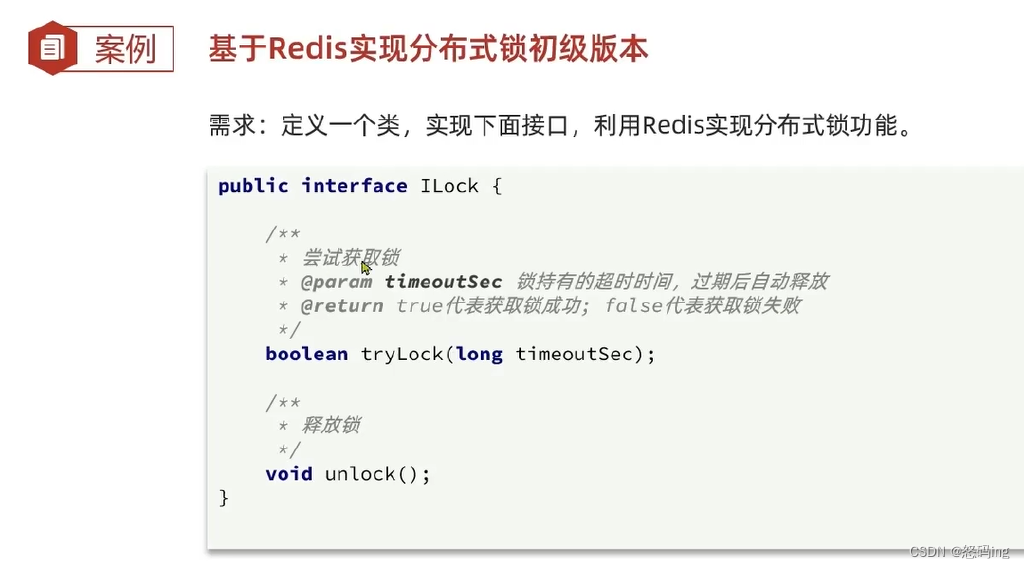 案例
基于Redis实现分布式锁初级版本
需求：定义一个类，实现下面接口，利用Redis实现分布式锁功能。
public interface ILock {
/**
* 尝试获取锁
* @param timeoutSec 锁持有的超时时间，过期后自动释放
* @return true代表获取锁成功; false代表获取锁失败
*/
boolean tryLock(long timeoutSec);
/**
* 释放锁
*/
void unlock();
}
CSDN @怒码ing